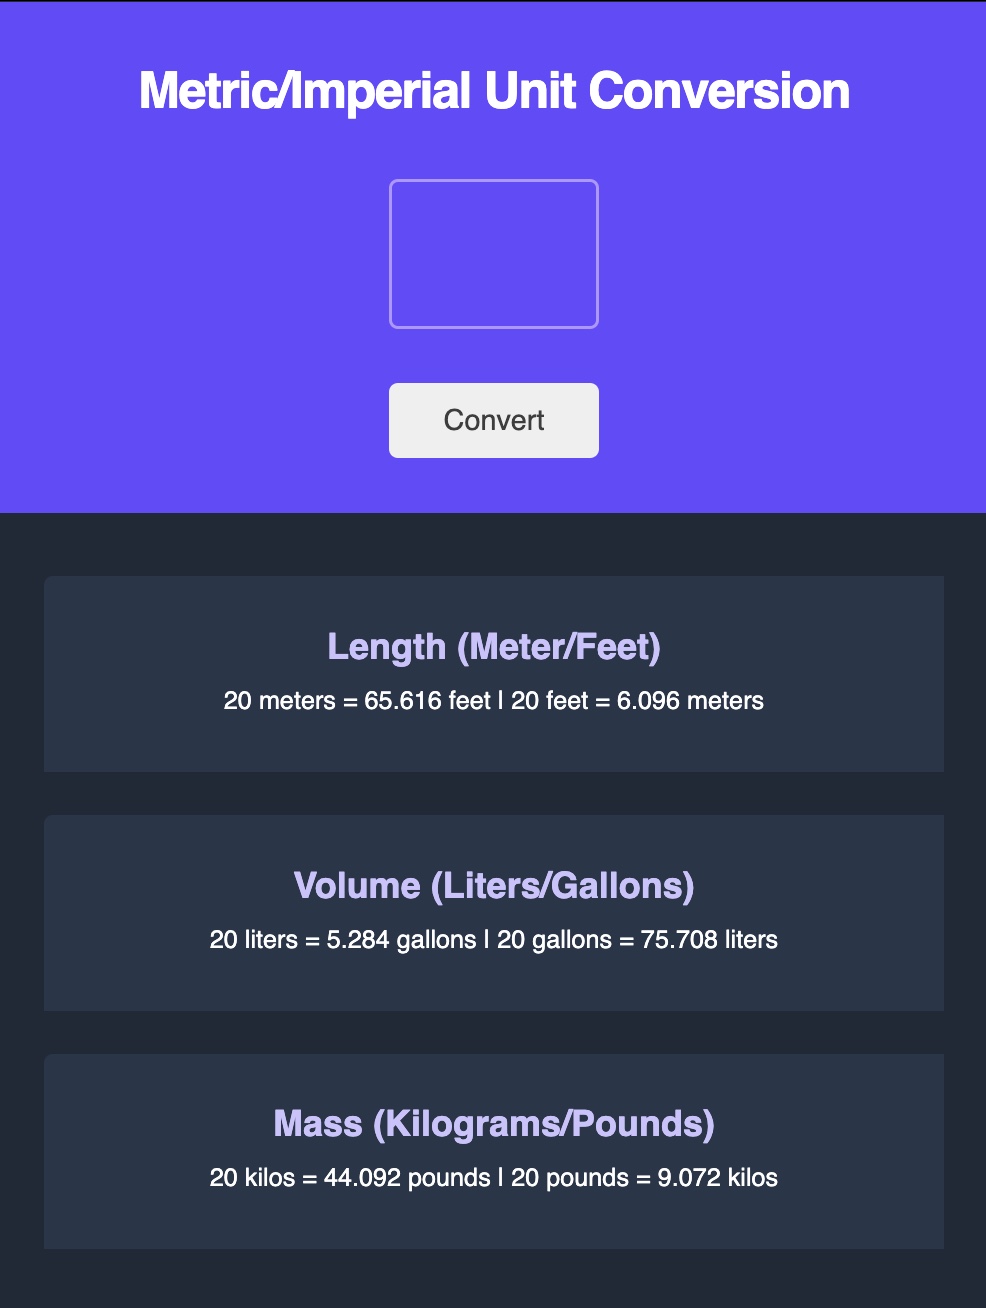 Metric/Imperial Unit Conversion
Convert
Length (Meter/Feet)
20 meters = 65.616 feet | 20 feet = 6.096 meters
Volume (Liters/Gallons)
20 liters = 5.284 gallons | 20 gallons = 75.708 liters
Mass (Kilograms/Pounds)
20 kilos = 44.092 pounds | 20 pounds = 9.072 kilos